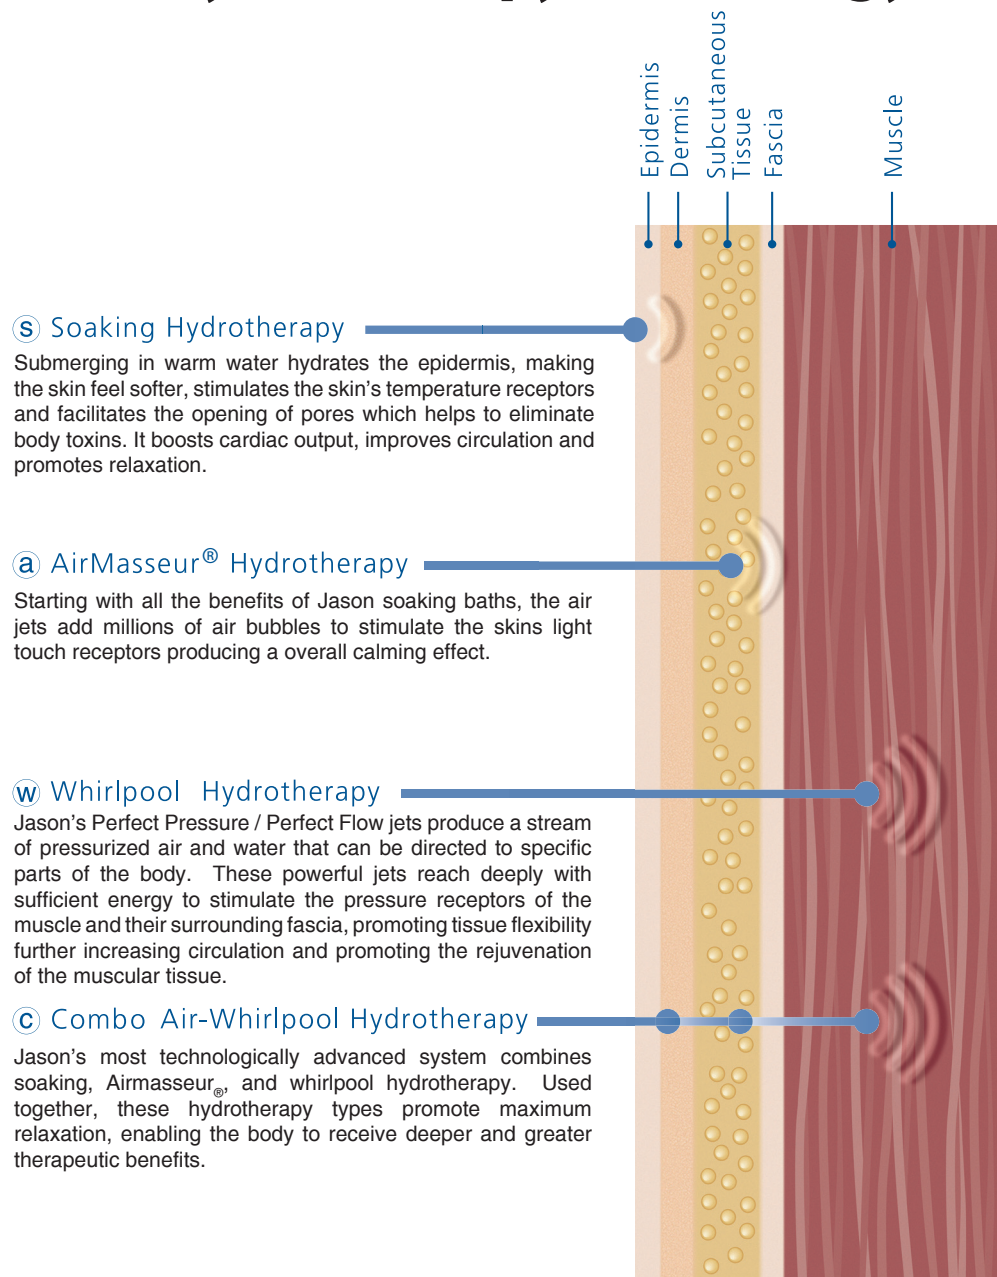 Epidermis
Dermis
Subcutaneous
Tissue
Fascia
Muscle
S Soaking Hydrotherapy
Submerging in warm water hydrates the epidermis, making
the skin feel softer, stimulates the skin's temperature receptors
and facilitates the opening of pores which helps to eliminate
body toxins. It boosts cardiac output, improves circulation and
promotes relaxation.
a AirMasseur® Hydrotherapy
Starting with all the benefits of Jason soaking baths, the air
jets add millions of air bubbles to stimulate the skins light
touch receptors producing a overall calming effect.
W Whirlpool Hydrotherapy
Jason's Perfect Pressure / Perfect Flow jets produce a stream
of pressurized air and water that can be directed to specific
parts of the body. These powerful jets reach deeply with
sufficient energy to stimulate the pressure receptors of the
muscle and their surrounding fascia, promoting tissue flexibility
further increasing circulation and promoting the rejuvenation
of the muscular tissue.
C Combo Air-Whirlpool Hydrotherapy
Jason's most technologically advanced system combines
soaking, Airmasseur®, and whirlpool hydrotherapy. Used
together, these hydrotherapy types promote maximum
relaxation, enabling the body to receive deeper and greater
therapeutic benefits.